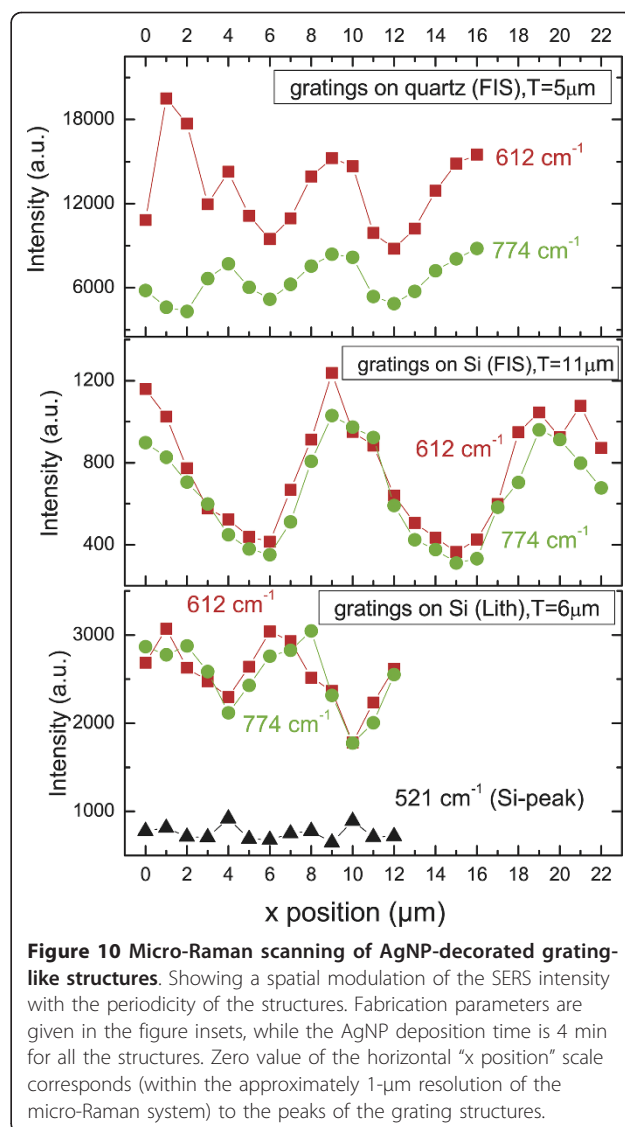 0 2 4 6 8 10 12 14 16 18 20 22
gratings on quartz (FIS),T=5μm
18000
12000
6000
Intensity (a.u.)
612 cm⁻¹
774 cm⁻¹
gratings on Si (FIS),T=11μm
1200
800
400
Intensity (a.u.)
612 cm⁻¹
774 cm⁻¹
612 cm⁻¹
gratings on Si (Lith),T=6μm
3000
2000
1000
Intensity (a.u.)
774 cm⁻¹
521 cm⁻¹ (Si-peak)
0 2 4 6 8 10 12 14 16 18 20 22
x position (μm)
Figure 10 Micro-Raman scanning of AgNP-decorated grating-
like structures. Showing a spatial modulation of the SERS intensity
with the periodicity of the structures. Fabrication parameters are
given in the figure insets, while the AgNP deposition time is 4 min
for all the structures. Zero value of the horizontal “x position” scale
corresponds (within the approximately 1-μm resolution of the
micro-Raman system) to the peaks of the grating structures.